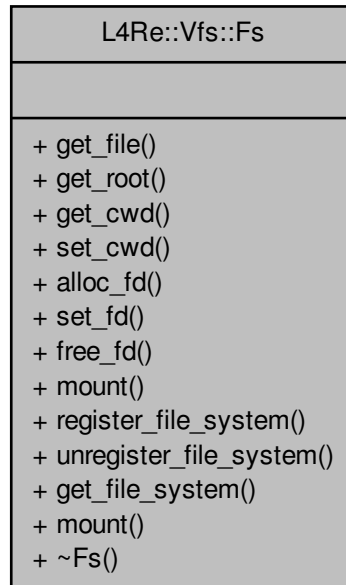 L4Re::Vfs::Fs
+ get_file()
+ get_root()
+ get_cwd()
+ set_cwd()
+ alloc_fd()
+ set_fd()
+ free_fd()
+ mount()
+ register_file_system()
+ unregister_file_system()
+ get_file_system()
+ mount()
+ ~Fs()